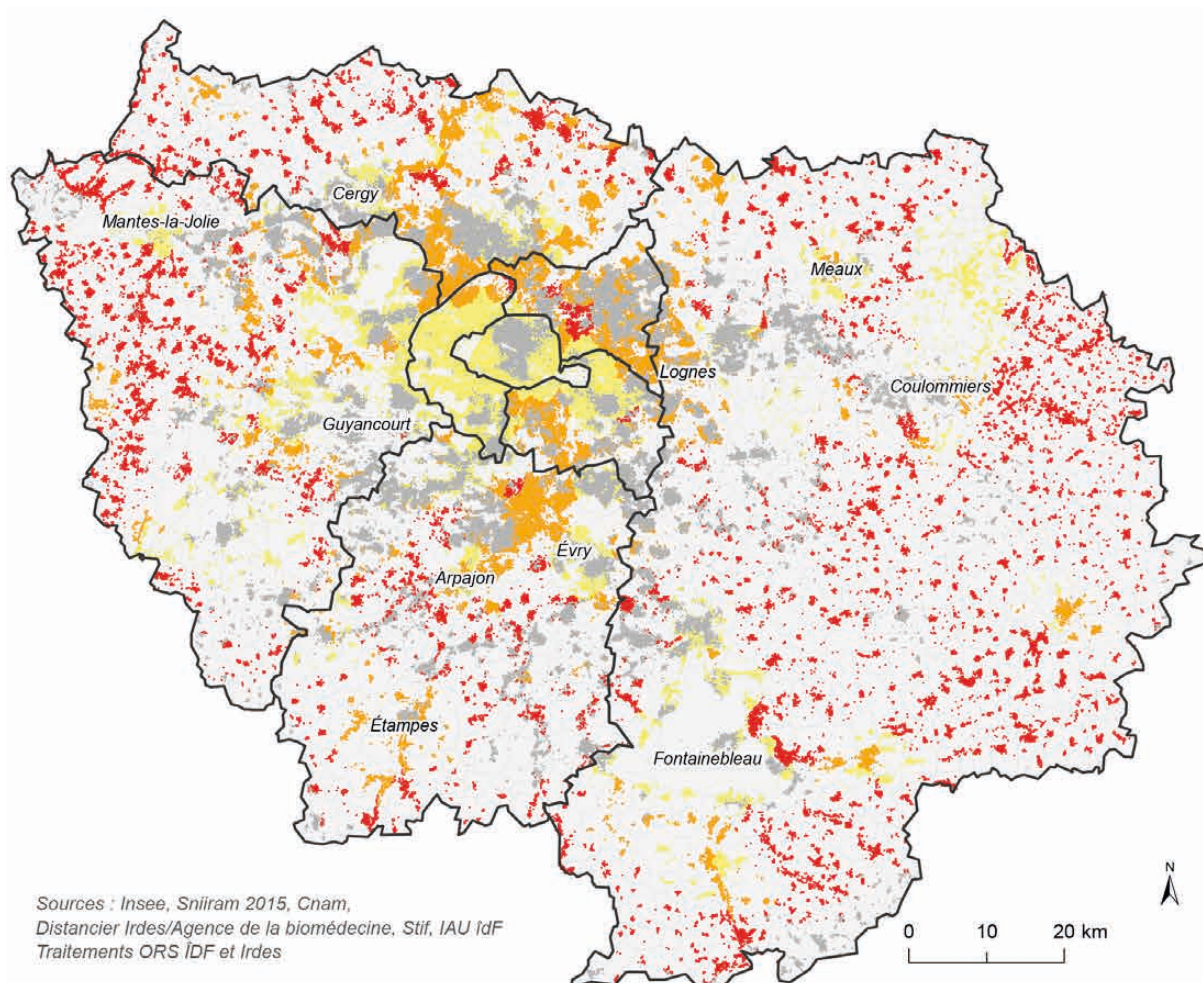 Cergy
Mantes-la-Jolie
Meaux
Lognes
Coulommiers
Guyancourt
Évry
Arpajon
Étampes
Fontainebleau
N
Sources : Insee, Sniiram 2015, Cnam,
Distancier Irdes/Agence de la biomédecine, Stif, IAU îdF
Traitements ORS ÎDF et Irdes
0 10 20 km